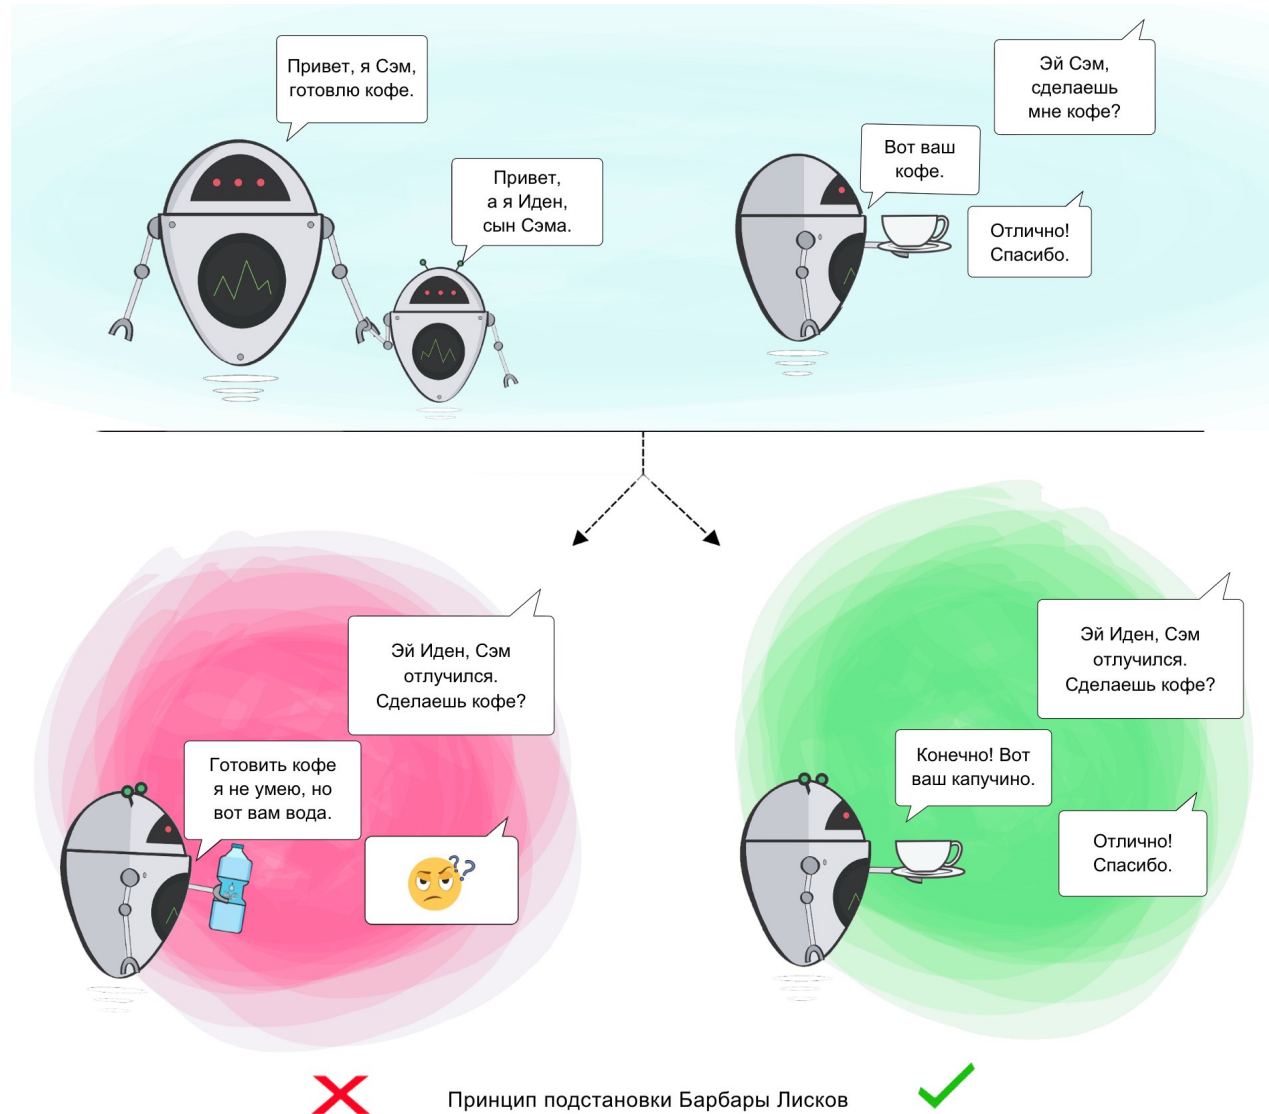 Привет, я Сэм,
готовлю кофе.
Привет,
а я Иден,
сын Сэма.
Эй Сэм,
сделаешь
мне кофе?
Вот ваш
кофе.
Отлично!
Спасибо.
Эй Иден, Сэм
отлучился.
Сделаешь кофе?
Готовить кофе
я не умею, но
вот вам вода.
??
Эй Иден, Сэм
отлучился.
Сделаешь кофе?
Конечно! Вот
ваш капучино.
Отлично!
Спасибо.
Принцип подстановки Барбары Лисков